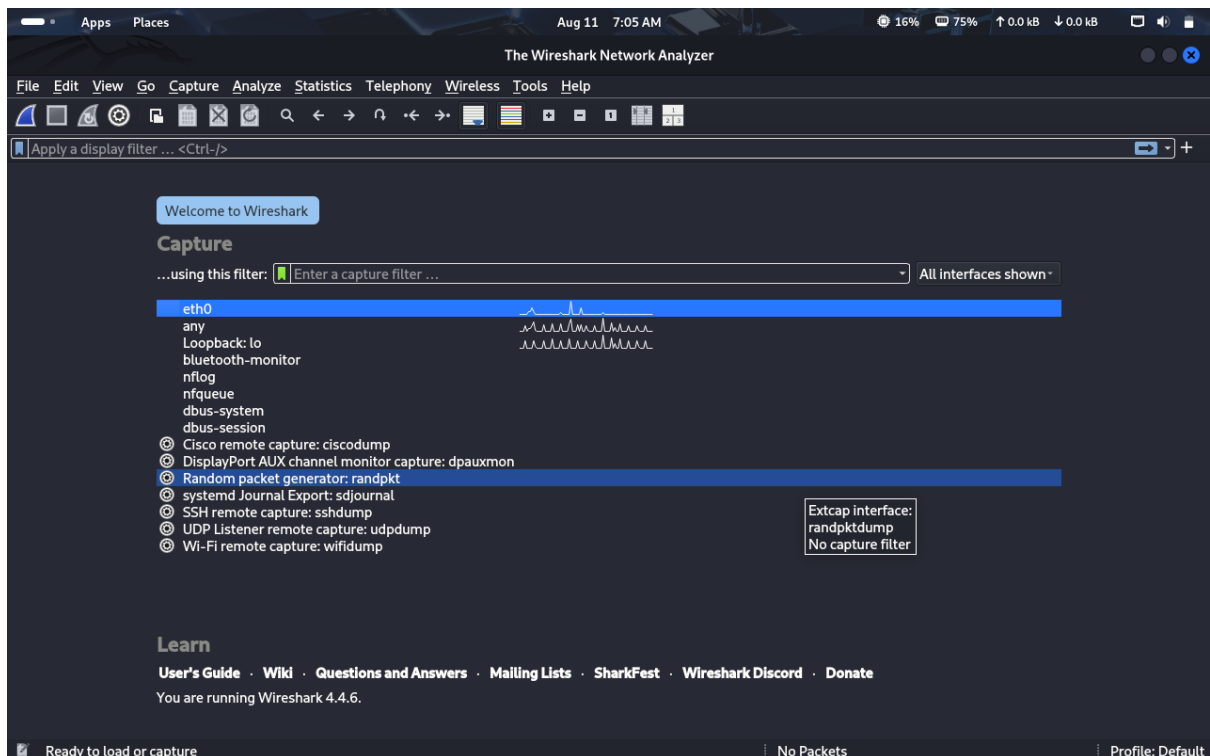 Apps Places Aug 11 7:05 AM 16% 75% ↑ 0.0 kB ↓ 0.0 kB
The Wireshark Network Analyzer
File Edit View Go Capture Analyze Statistics Telephony Wireless Tools Help
Apply a display filter … <Ctrl-/>
Welcome to Wireshark
Capture
…using this filter: Enter a capture filter … All interfaces shown
eth0
any
Loopback: lo
bluetooth-monitor
nflog
nfqueue
dbus-system
dbus-session
Cisco remote capture: ciscodump
DisplayPort AUX channel monitor capture: dpauxmon
Random packet generator: randpkt
systemd Journal Export: sdjournal
SSH remote capture: sshdump
UDP Listener remote capture: udpdump
Wi-Fi remote capture: wifidump
Extcap interface:
randpktdump
No capture filter
Learn
User's Guide · Wiki · Questions and Answers · Mailing Lists · SharkFest · Wireshark Discord · Donate
You are running Wireshark 4.4.6.
Ready to load or capture No Packets Profile: Default